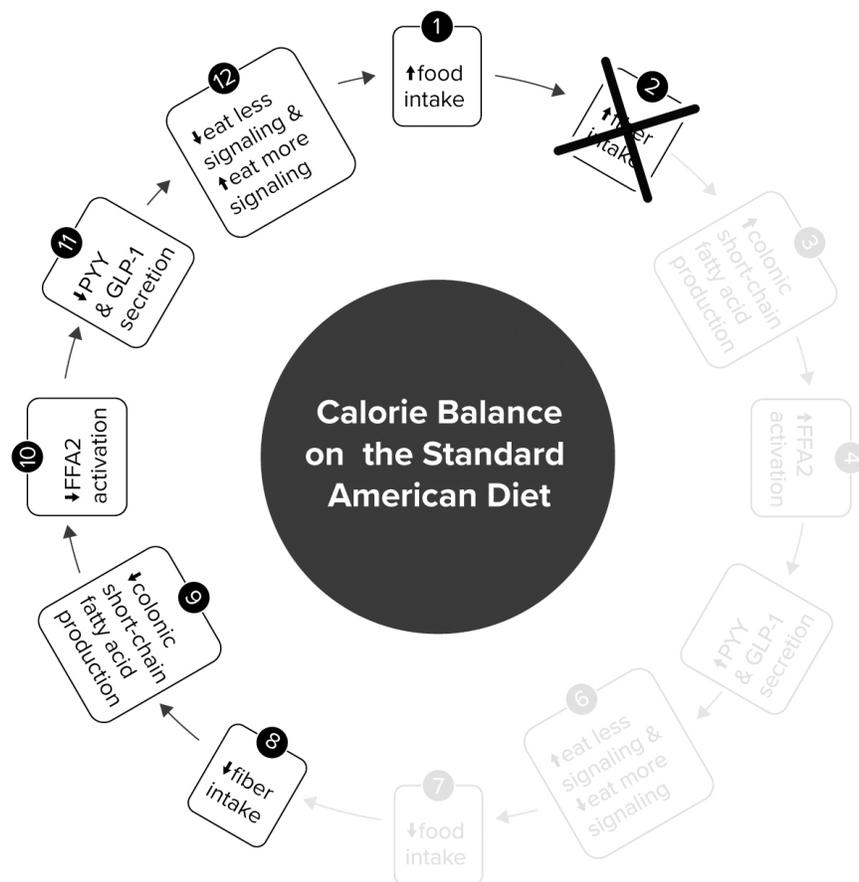 1
↑food
intake
2
↑fiber
intake
3
↑colonic
short-chain
fatty acid
production
4
↑FFA2
activation
↑PYY
& GLP-1
secretion
6
↑eat less
signaling &
↓eat more
signaling
7
↓food
intake
8
↓fiber
intake
9
↓colonic
short-chain
fatty acid
production
10
↓FFA2
activation
11
↓PYY
& GLP-1
secretion
12
↓eat less
signaling &
↑eat more
signaling
Calorie Balance
on the Standard
American Diet